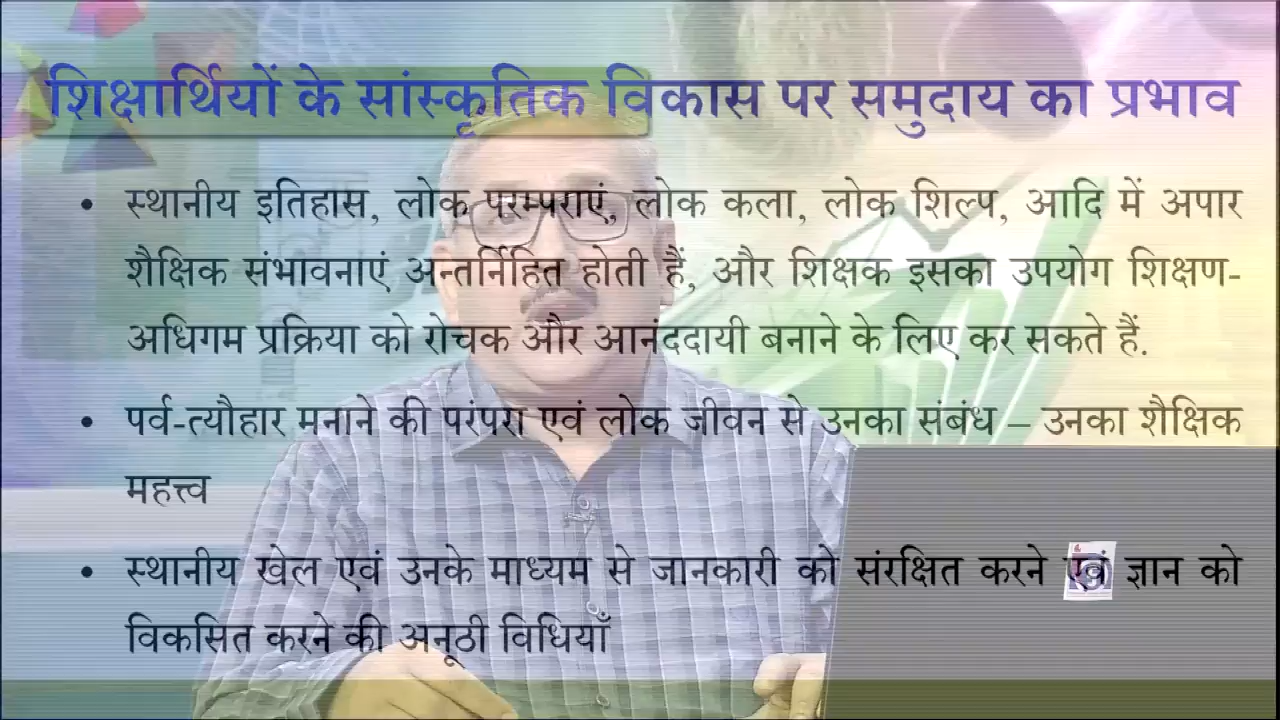 शिक्षार्थियों के सांस्कृतिक विकास पर समुदाय का प्रभाव
• स्थानीय इतिहास, लोक परम्पराएं, लोक कला, लोक शिल्प, आदि में अपार
शैक्षिक संभावनाएं अन्तर्निहित होती हैं, और शिक्षक इसका उपयोग शिक्षण-
अधिगम प्रक्रिया को रोचक और आनंददायी बनाने के लिए कर सकते हैं.
• पर्व-त्यौहार मनाने की परंपरा एवं लोक जीवन से उनका संबंध – उनका शैक्षिक
महत्त्व
• स्थानीय खेल एवं उनके माध्यम से जानकारी को संरक्षित करने एवं ज्ञान को
विकसित करने की अनूठी विधियाँ